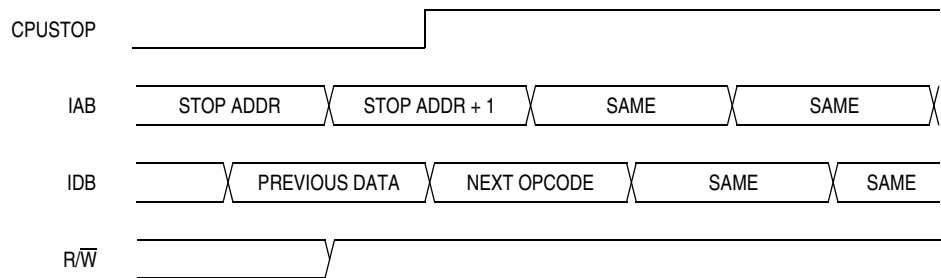 CPUSTOP
IAB STOP ADDR STOP ADDR + 1 SAME SAME
IDB PREVIOUS DATA NEXT OPCODE SAME SAME
R/W̅